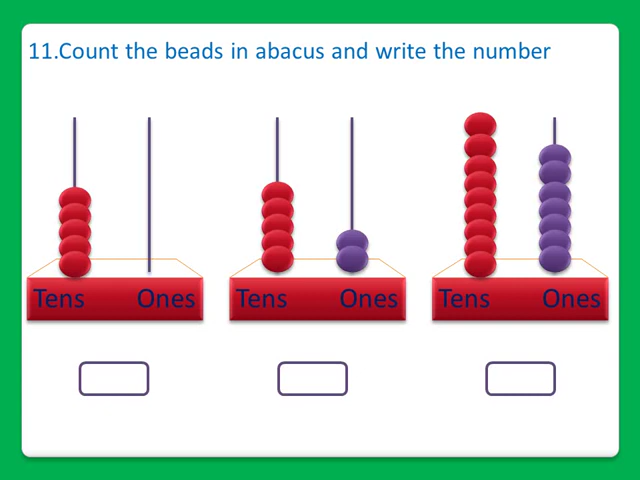 11.Count the beads in abacus and write the number
Tens Ones Tens Ones Tens Ones